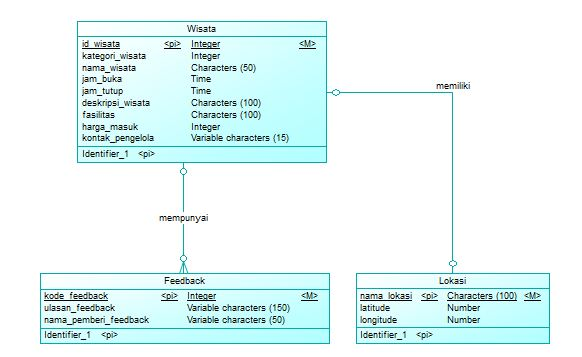 Wisata
id_wisata <pi> Integer <M>
kategori_wisata Integer
nama_wisata Characters (50)
jam_buka Time
jam_tutup Time
deskripsi_wisata Characters (100)
fasilitas Characters (100)
harga_masuk Integer
kontak_pengelola Variable characters (15)
Identifier_1 <pi>
memiliki
mempunyai
Feedback
kode_feedback <pi> Integer <M>
ulasan_feedback Variable characters (150)
nama_pemberi_feedback Variable characters (50)
Identifier_1 <pi>
Lokasi
nama_lokasi <pi> Characters (100) <M>
latitude Number
longitude Number
Identifier_1 <pi>